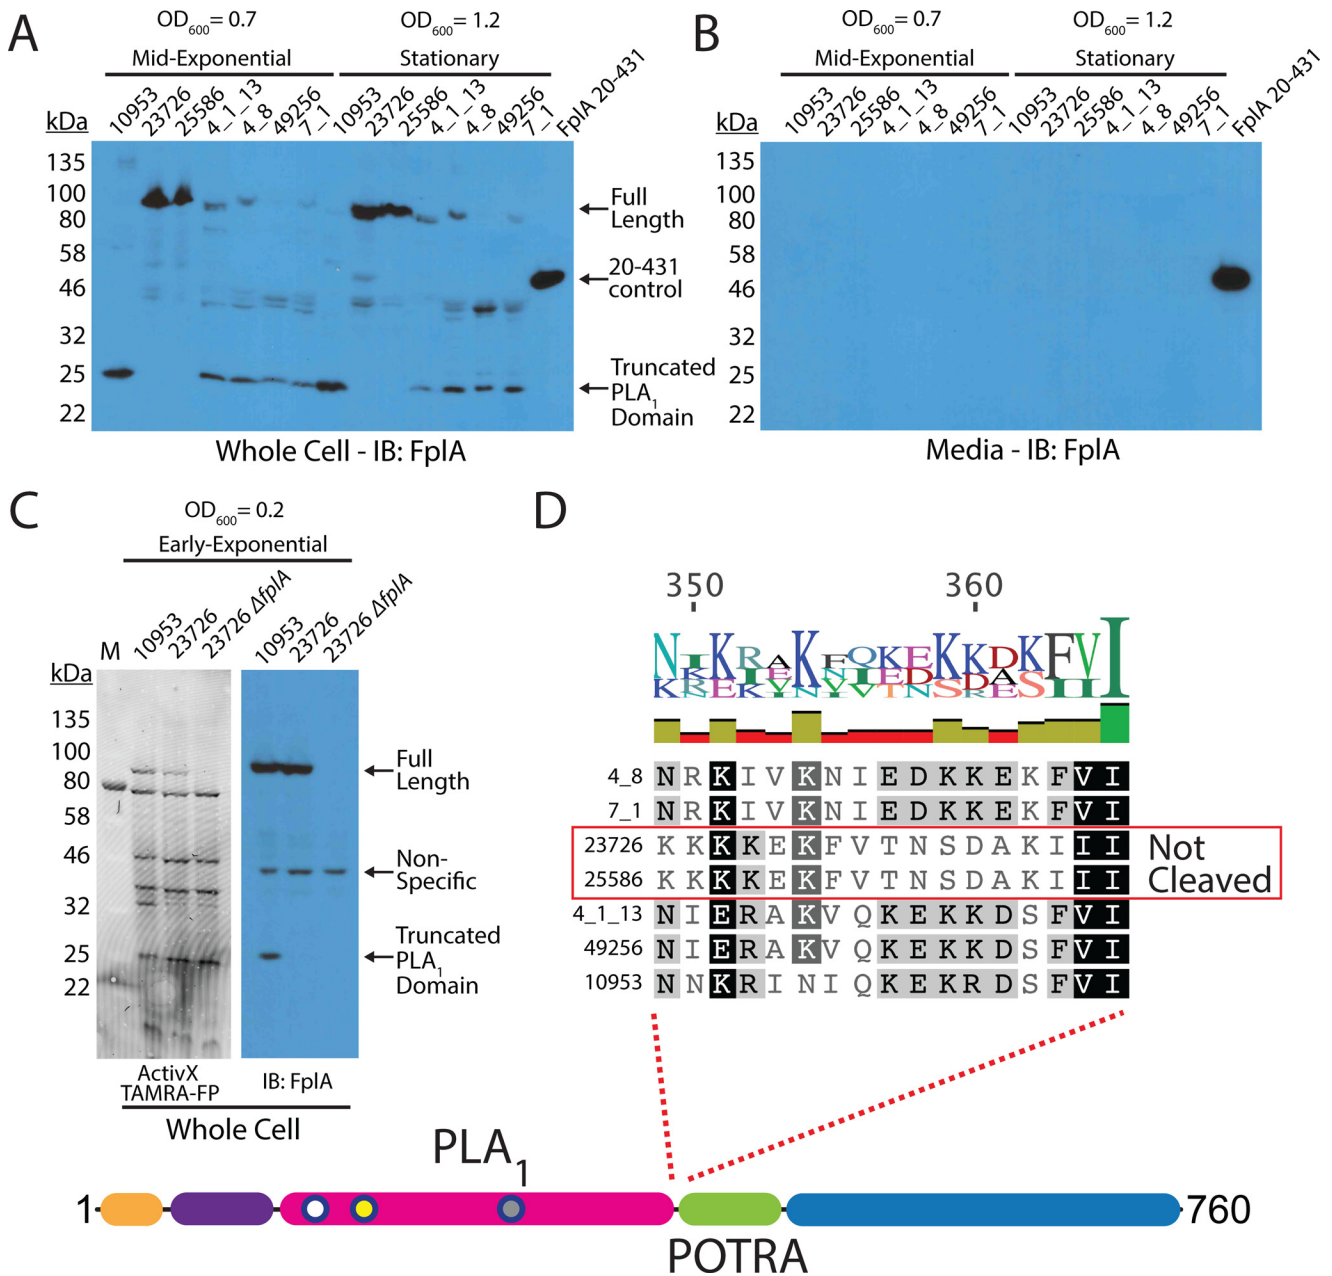 A
OD600= 0.7
OD600= 1.2
Mid-Exponential
Stationary
kDa
10953
23726
25586
4_1_13
4_8
49256
7_1
10953
23726
25586
4_1_13
4_8
49256
7_1
FplA 20-431
135
100
80
58
46
32
25
22
Full
Length
20-431
control
Truncated
PLA1
Domain
Whole Cell - IB: FplA
B
OD600= 0.7
OD600= 1.2
Mid-Exponential
Stationary
kDa
10953
23726
25586
4_1_13
4_8
49256
7_1
10953
23726
25586
4_1_13
4_8
49256
7_1
FplA 20-431
135
100
80
58
46
32
25
22
Media - IB: FplA
C
OD600= 0.2
Early-Exponential
kDa
M
10953
23726
23726 ΔfplA
10953
23726
23726 ΔfplA
135
100
80
58
46
32
25
22
Full
Length
Non-
Specific
Truncated
PLA1
Domain
ActivX
TAMRA-FP
IB: FplA
Whole Cell
D
350 360
4_8 N R K I V K N I E D K K E K F V I
7_1 N R K I V K N I E D K K E K F V I
23726 K K K K E K F V T N S D A K I I I
25586 K K K K E K F V T N S D A K I I I
4_1_13 N I E R A K V Q K E K K D S F V I
49256 N I E R A K V Q K E K K D S F V I
10953 N N K R I N I Q K E K R D S F V I
Not
Cleaved
PLA1
1
760
POTRA